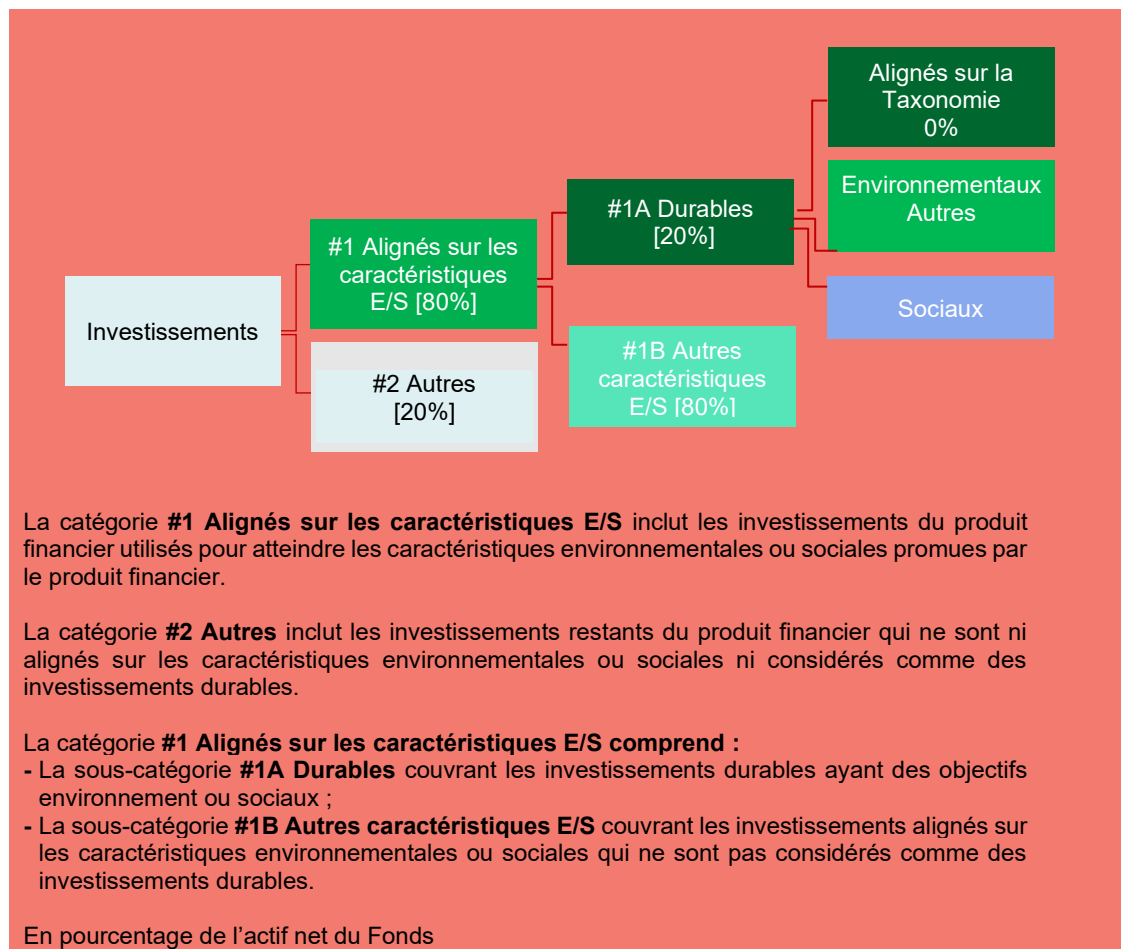 Investissements
#1 Alignés sur les
caractéristiques
E/S [80%]
#2 Autres
[20%]
#1A Durables
[20%]
#1B Autres
caractéristiques
E/S [80%]
Alignés sur la
Taxonomie
0%
Environnementaux
Autres
Sociaux
La catégorie #1 Alignés sur les caractéristiques E/S inclut les investissements du produit
financier utilisés pour atteindre les caractéristiques environnementales ou sociales promues par
le produit financier.
La catégorie #2 Autres inclut les investissements restants du produit financier qui ne sont ni
alignés sur les caractéristiques environnementales ou sociales ni considérés comme des
investissements durables.
La catégorie #1 Alignés sur les caractéristiques E/S comprend :
- La sous-catégorie #1A Durables couvrant les investissements durables ayant des objectifs
environnement ou sociaux ;
- La sous-catégorie #1B Autres caractéristiques E/S couvrant les investissements alignés sur
les caractéristiques environnementales ou sociales qui ne sont pas considérés comme des
investissements durables.
En pourcentage de l’actif net du Fonds